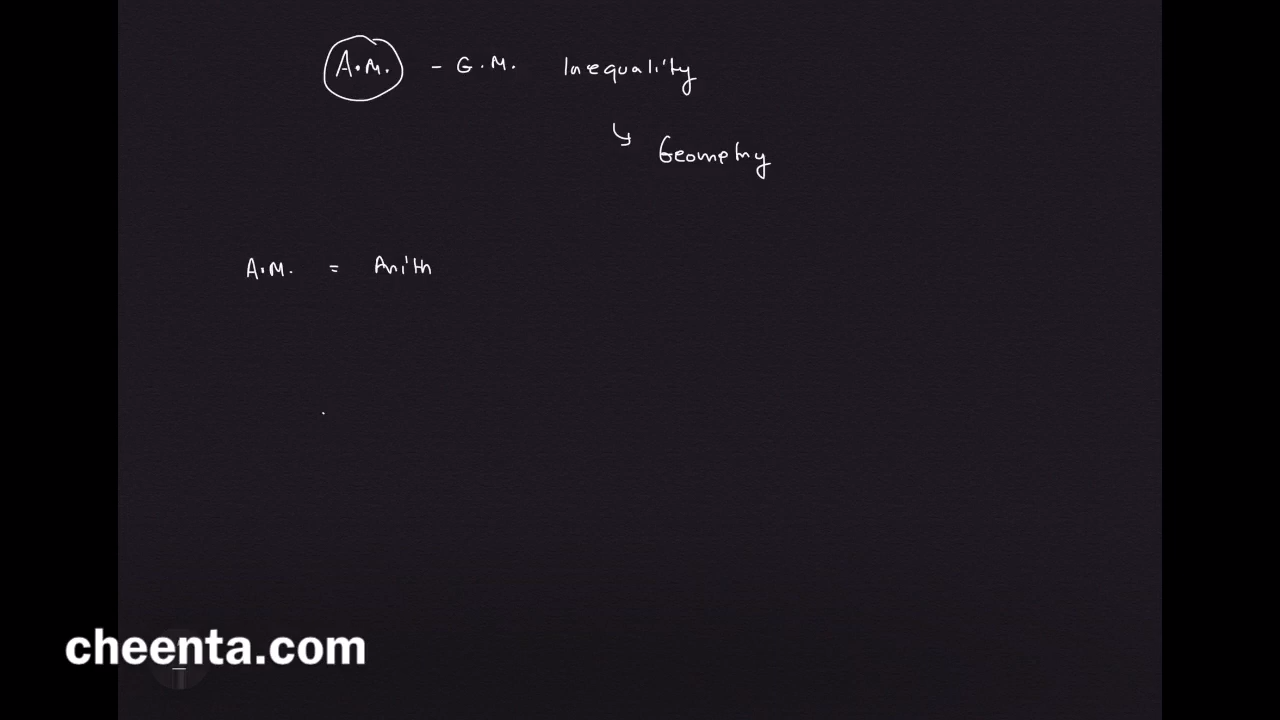 A.M. - G.M. Inequality
↳ Geometry
A.M. = Arith
cheenta.com